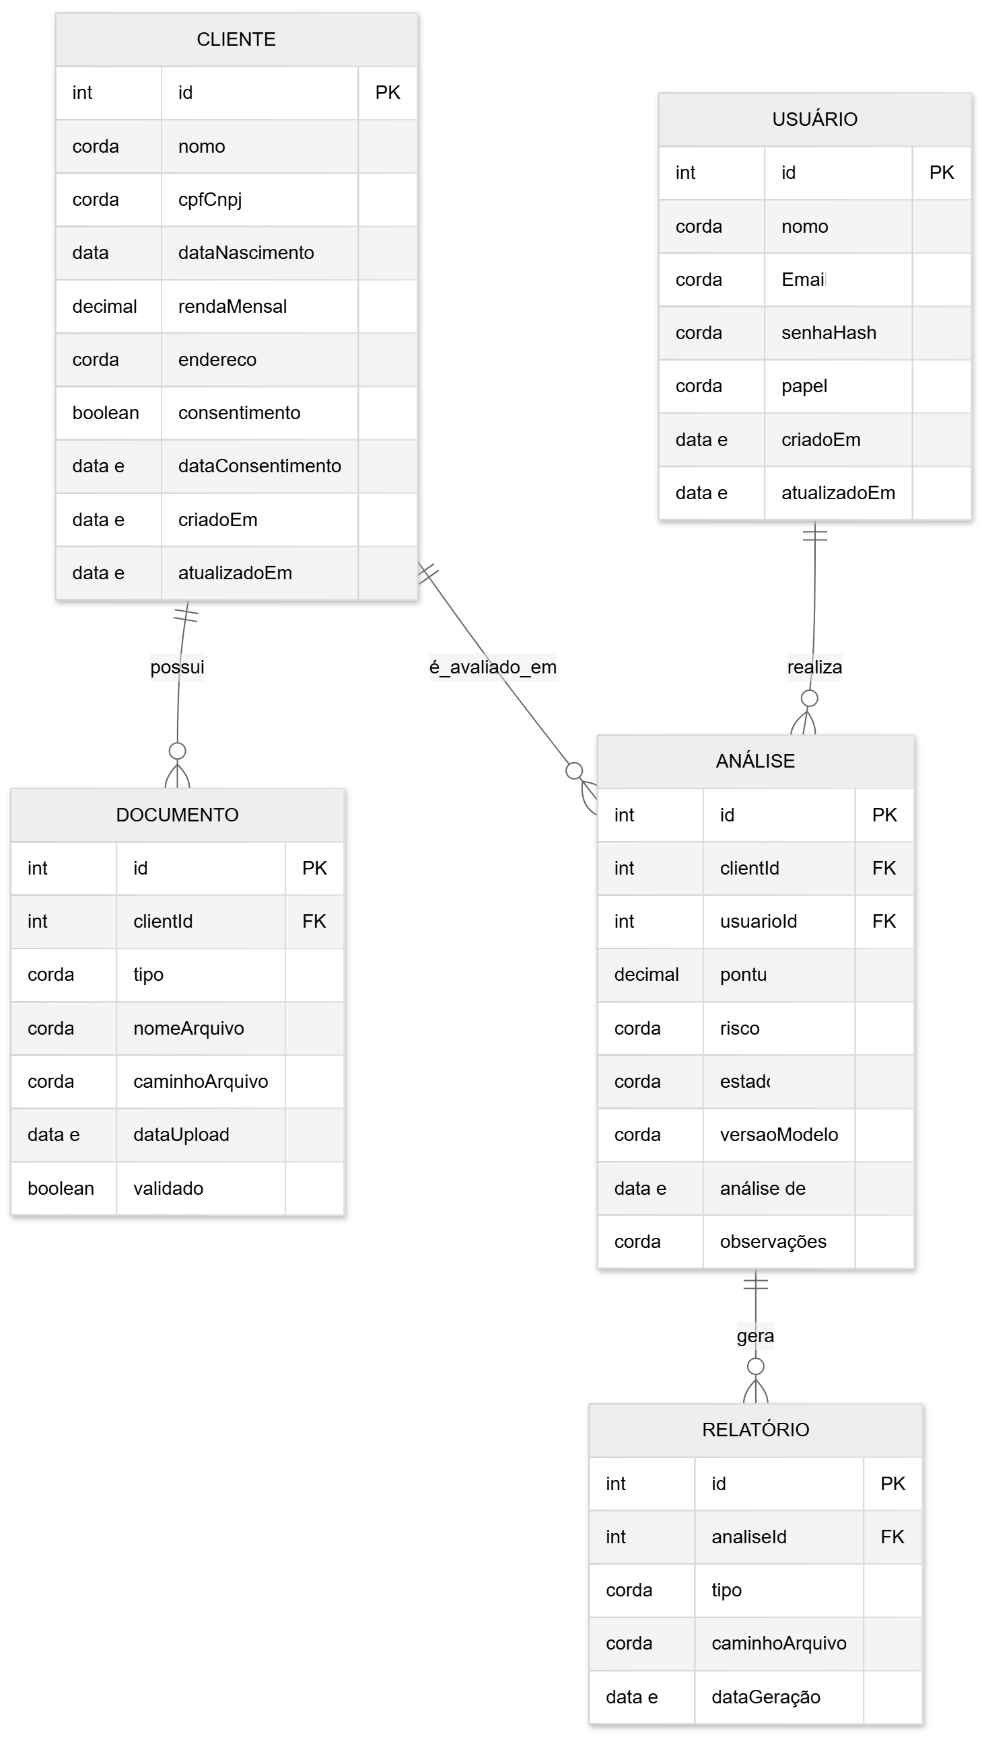 CLIENTE
int id PK
corda nomo
corda cpfCnpj
data dataNascimento
decimal rendaMensal
corda endereco
boolean consentimento
data e dataConsentimento
data e criadoEm
data e atualizadoEm
USUÁRIO
int id PK
corda nomo
corda Email
corda senhaHash
corda papel
data e criadoEm
data e atualizadoEm
possui
é_avaliado_em
realiza
DOCUMENTO
int id PK
int clientId FK
corda tipo
corda nomeArquivo
corda caminhoArquivo
data e dataUpload
boolean validado
ANÁLISE
int id PK
int clientId FK
int usuarioId FK
decimal pontu
corda risco
corda estado
corda versaoModelo
data e análise de
corda observações
gera
RELATÓRIO
int id PK
int analiseId FK
corda tipo
corda caminhoArquivo
data e dataGeração